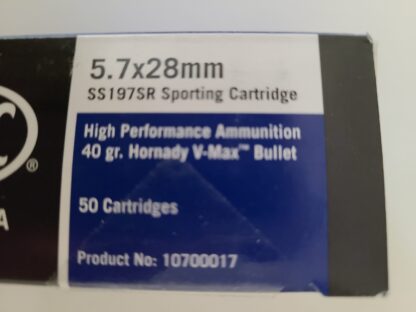 5.7x28mm
SS197SR Sporting Cartridge
High Performance Ammunition
40 gr. Hornady V-Max™ Bullet
50 Cartridges
Product No: 10700017
®
A